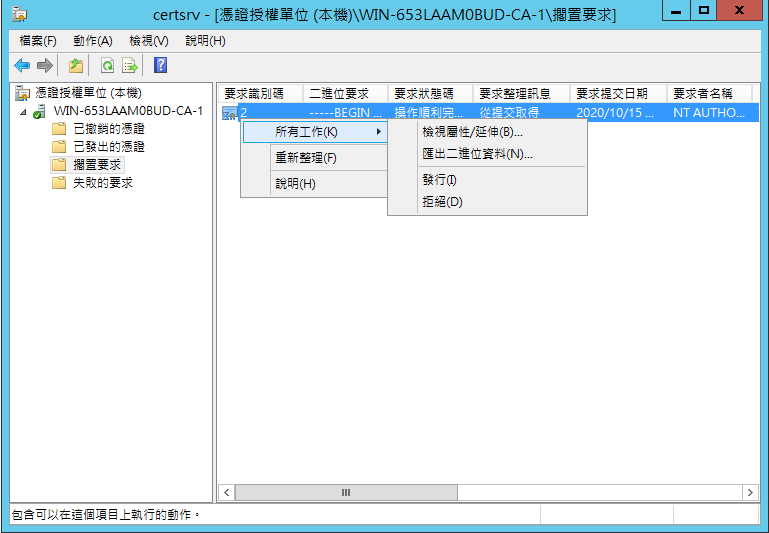 certsrv - [憑證授權單位 (本機)\WIN-653LAAM0BUD-CA-1\擱置要求]
檔案(F) 動作(A) 檢視(V) 說明(H)
憑證授權單位 (本機)
WIN-653LAAM0BUD-CA-1
已撤銷的憑證
已發出的憑證
擱置要求
失敗的要求
要求識別碼 二進位要求 要求狀態碼 要求整理訊息 要求提交日期 要求者名稱
2 -----BEGIN ... 操作順利完... 從提交取得 2020/10/15 ... NT AUTHO...
所有工作(K)
重新整理(F)
說明(H)
檢視屬性/延伸(B)...
匯出二進位資料(N)...
發行(I)
拒絕(D)
包含可以在這個項目上執行的動作。